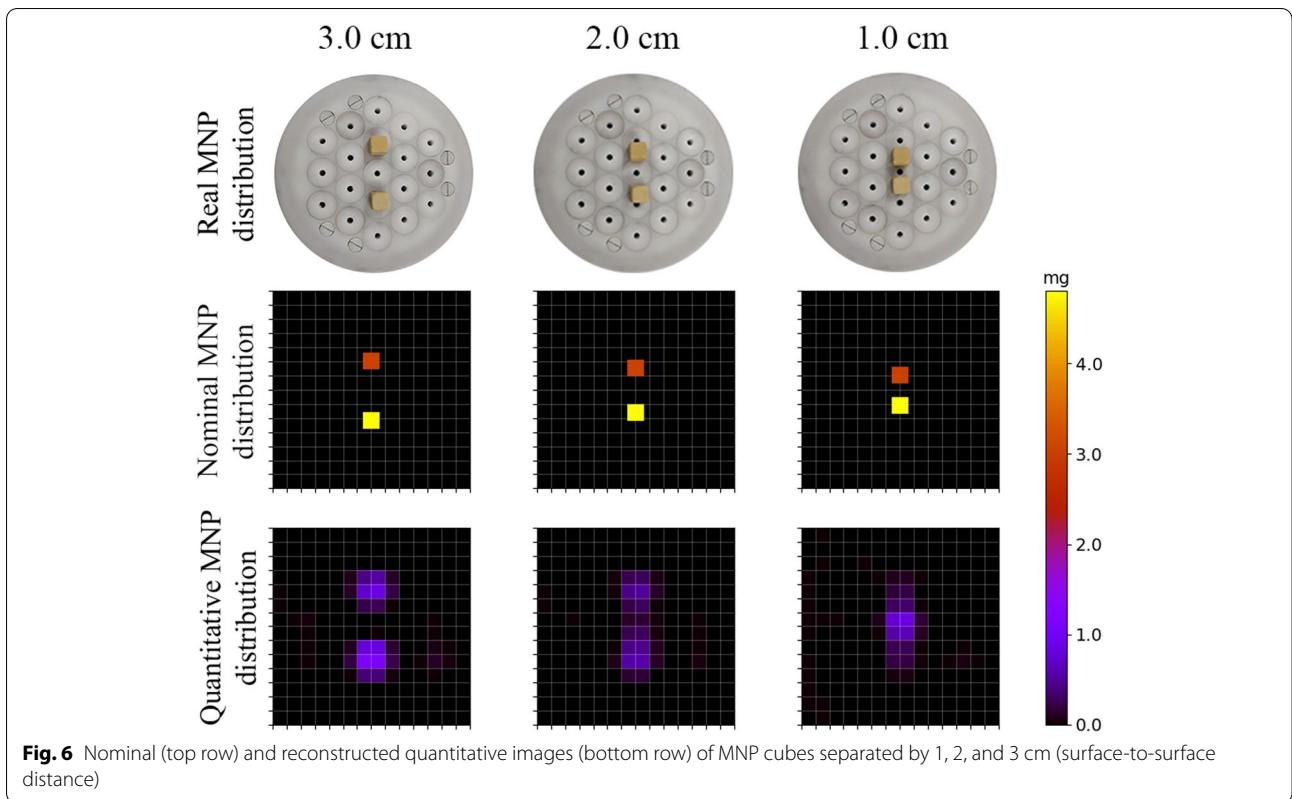 3.0 cm
2.0 cm
1.0 cm
Real MNP
distribution
Nominal MNP
distribution
mg
4.0
3.0
2.0
1.0
0.0
Quantitative MNP
distribution
Fig. 6 Nominal (top row) and reconstructed quantitative images (bottom row) of MNP cubes separated by 1, 2, and 3 cm (surface-to-surface
distance)